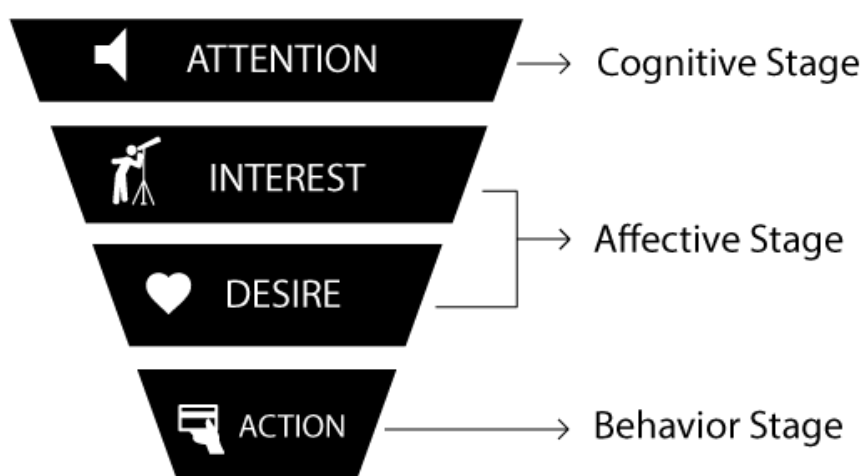 ATTENTION
Cognitive Stage
INTEREST
Affective Stage
DESIRE
ACTION
Behavior Stage